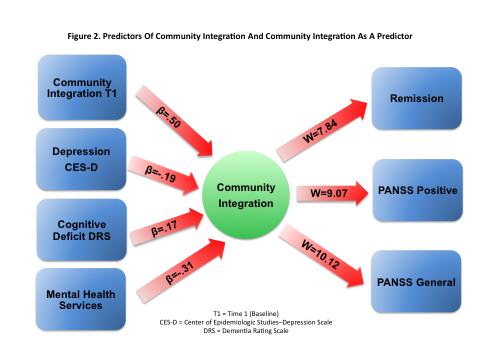 Figure 2. Predictors Of Community Integration And Community Integration As A Predictor
Community
Integration T1
β=.50
Depression
CES-D
β=-.19
Cognitive
Deficit DRS
β=.17
Mental Health
Services
β=-.31
Community
Integration
W=7.84
Remission
W=9.07
PANSS Positive
W=10.12
PANSS General
T1 = Time 1 (Baseline)
CES-D = Center of Epidemiologic Studies–Depression Scale
DRS = Dementia Rating Scale